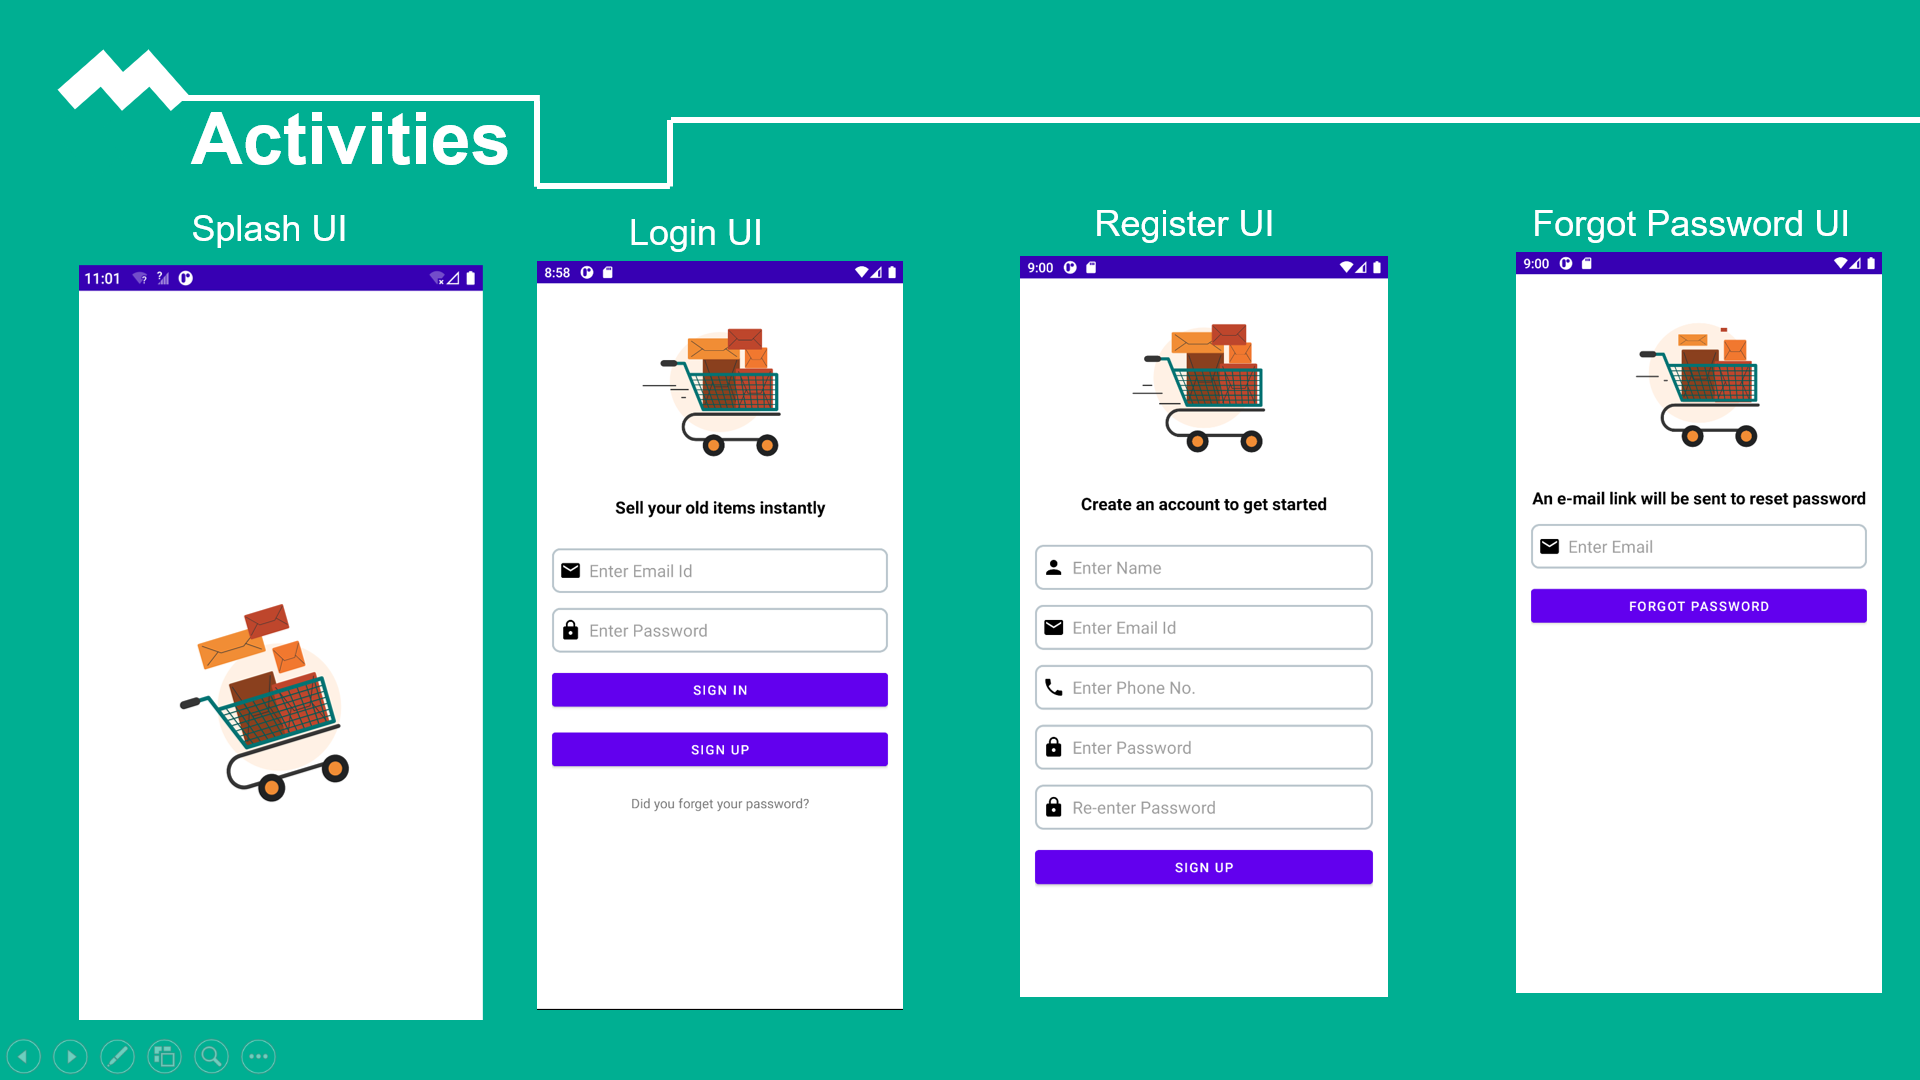 Activities
Splash UI
11:01
Login UI
8:58
Sell your old items instantly
Enter Email Id
Enter Password
SIGN IN
SIGN UP
Did you forget your password?
Register UI
9:00
Create an account to get started
Enter Name
Enter Email Id
Enter Phone No.
Enter Password
Re-enter Password
SIGN UP
Forgot Password UI
9:00
An e-mail link will be sent to reset password
Enter Email
FORGOT PASSWORD